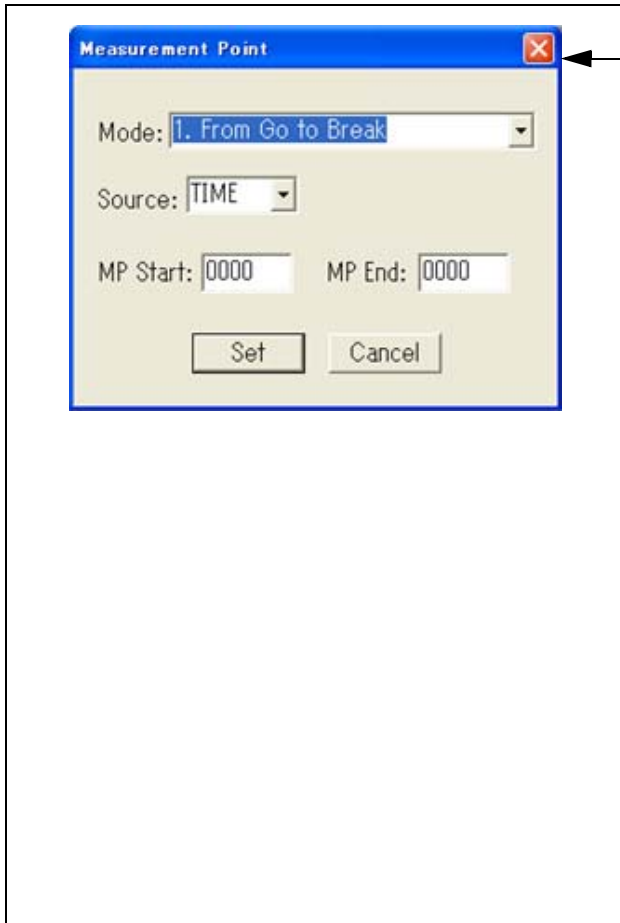 Measurement Point
Mode: 1. From Go to Break
Source: TIME
MP Start: 0000 MP End: 0000
Set Cancel